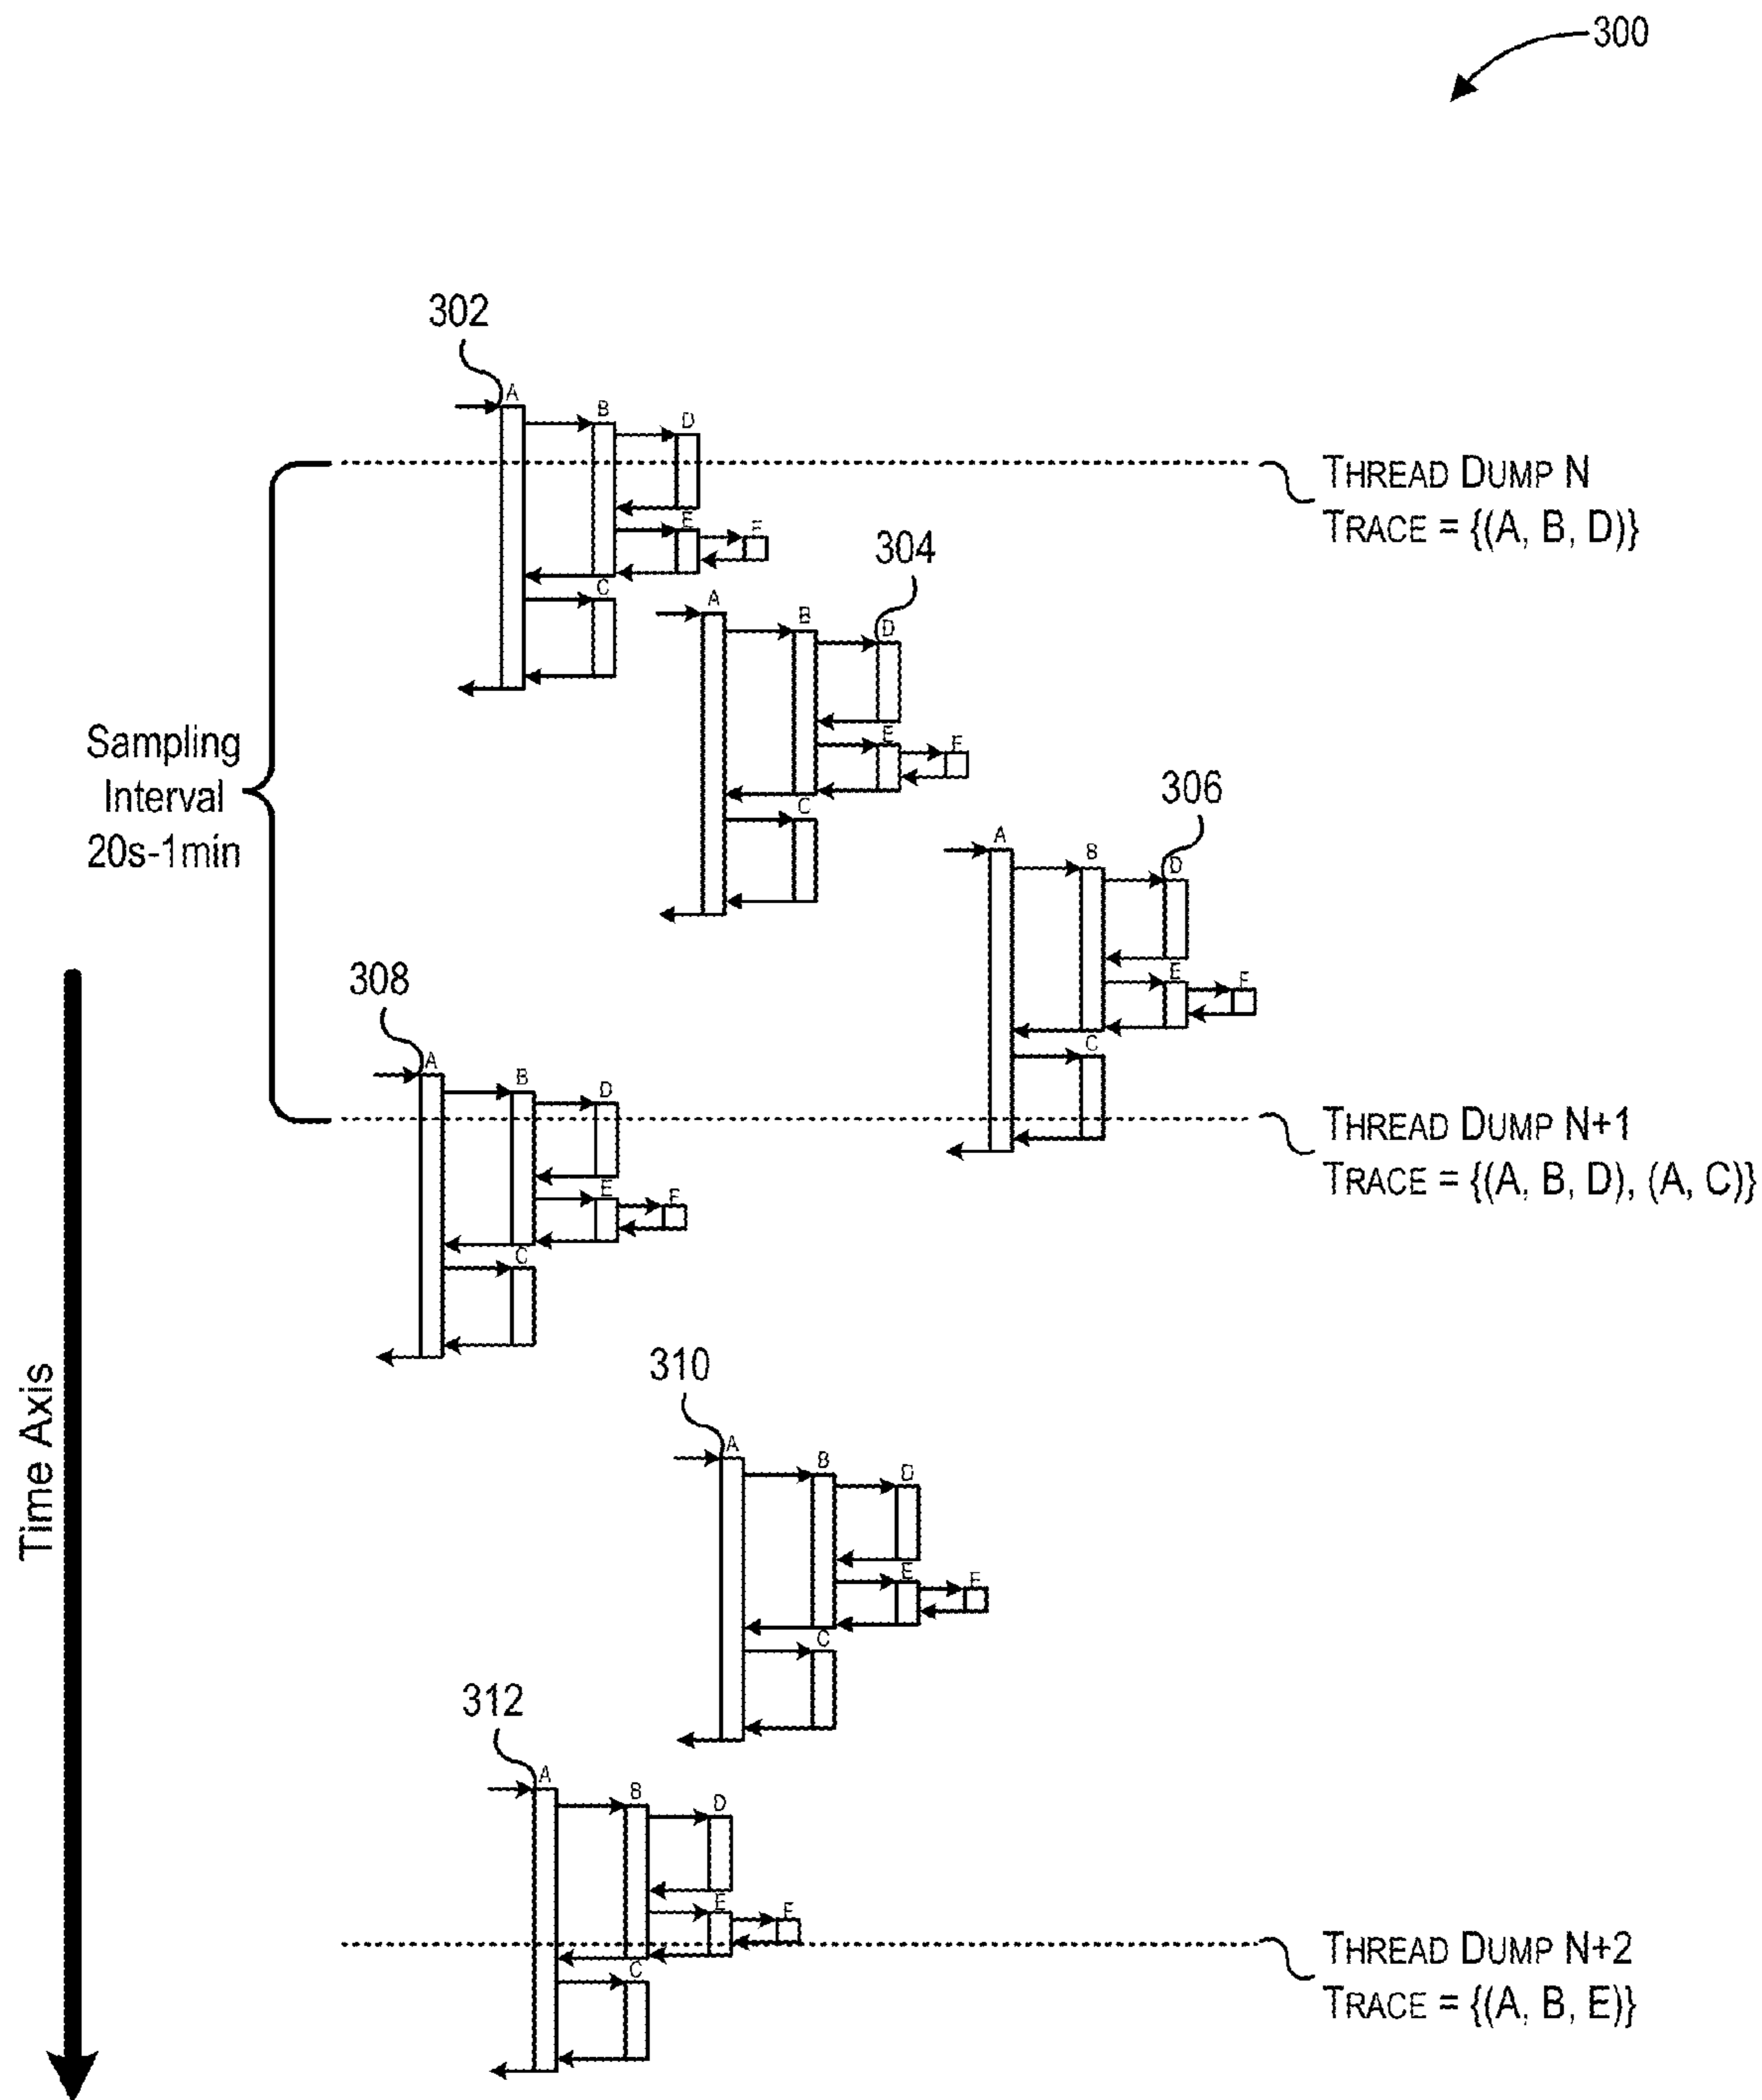 300
302
A
B
D
THREAD DUMP N
TRACE = {(A, B, D)}
E
F
304
C
A
B
D
Sampling
Interval
20s-1min
E
F
306
C
A
B
D
308
E
F
A
C
B
D
THREAD DUMP N+1
TRACE = {(A, B, D), (A, C)}
E
F
C
310
Time Axis
A
B
D
E
F
C
312
A
B
D
E
F
THREAD DUMP N+2
C
TRACE = {(A, B, E)}